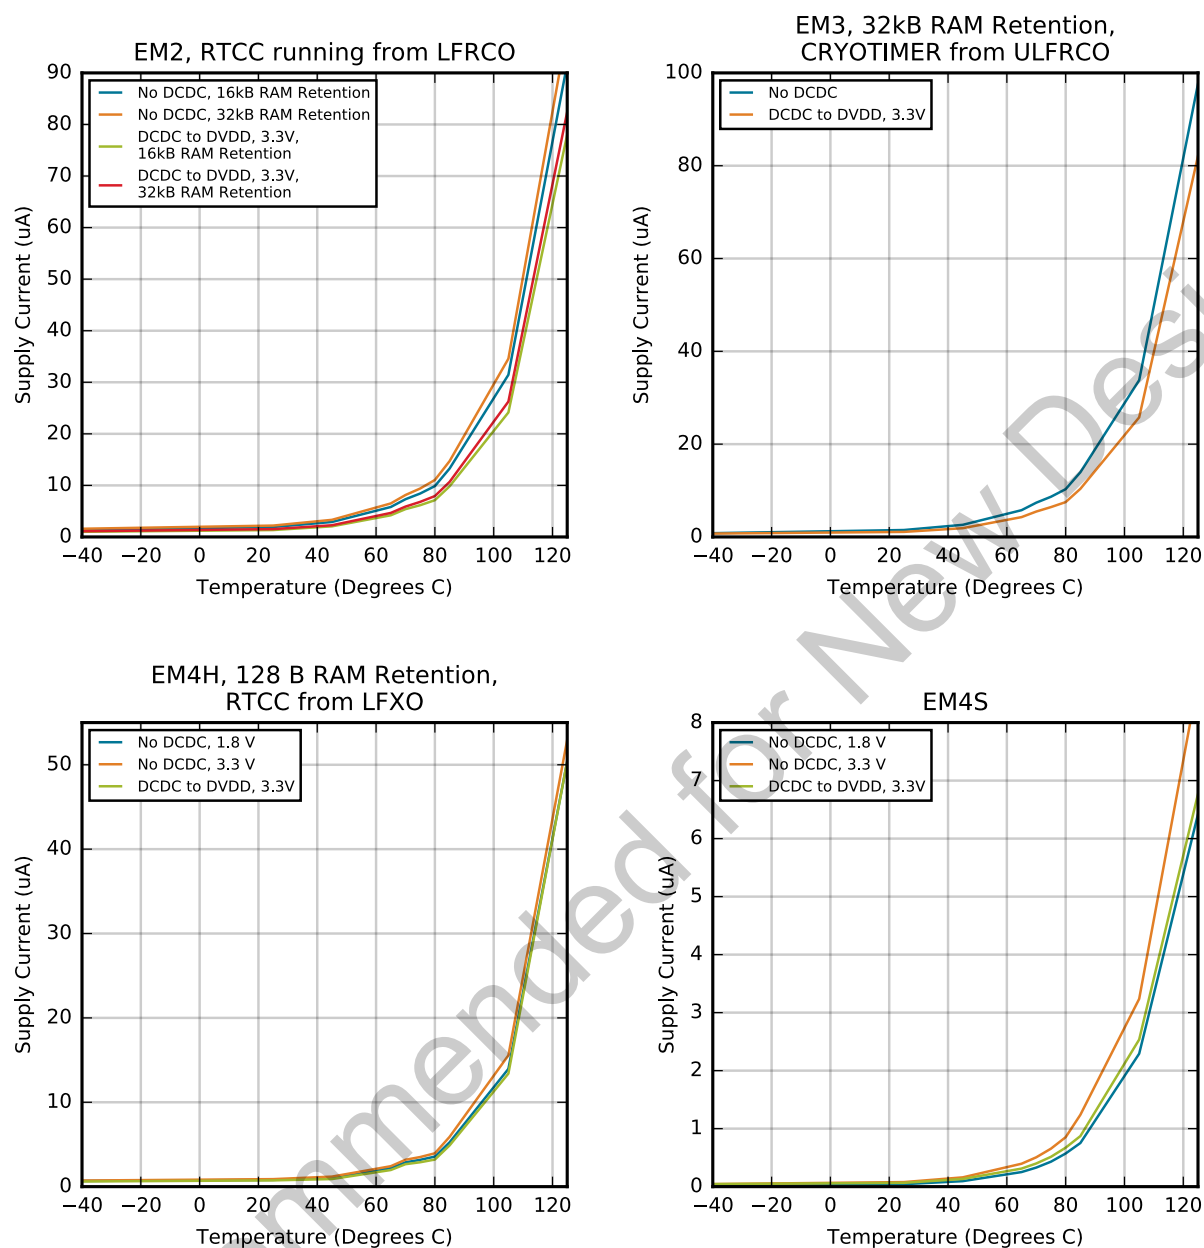 EM2, RTCC running from LFRCO
90
80
70
60
50
40
30
20
10
0
Supply Current (uA)
No DCDC, 16kB RAM Retention
No DCDC, 32kB RAM Retention
DCDC to DVDD, 3.3V,
16kB RAM Retention
DCDC to DVDD, 3.3V,
32kB RAM Retention
−40 −20 0 20 40 60 80 100 120
Temperature (Degrees C)
EM3, 32kB RAM Retention,
CRYOTIMER from ULFRCO
100
80
60
40
20
0
Supply Current (uA)
No DCDC
DCDC to DVDD, 3.3V
−40 −20 0 20 40 60 80 100 120
Temperature (Degrees C)
EM4H, 128 B RAM Retention,
RTCC from LFXO
50
40
30
20
10
0
Supply Current (uA)
No DCDC, 1.8 V
No DCDC, 3.3 V
DCDC to DVDD, 3.3V
−40 −20 0 20 40 60 80 100 120
Temperature (Degrees C)
EM4S
8
7
6
5
4
3
2
1
0
Supply Current (uA)
No DCDC, 1.8 V
No DCDC, 3.3 V
DCDC to DVDD, 3.3V
−40 −20 0 20 40 60 80 100 120
Temperature (Degrees C)
mmended for New Desi